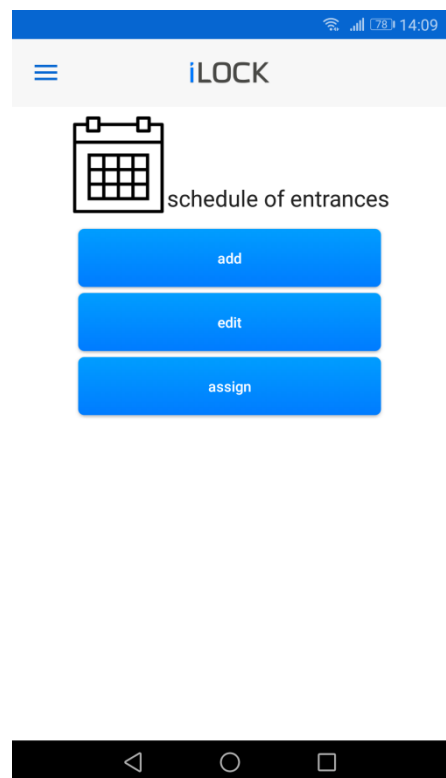 78 14:09
iLOCK
schedule of entrances
add
edit
assign